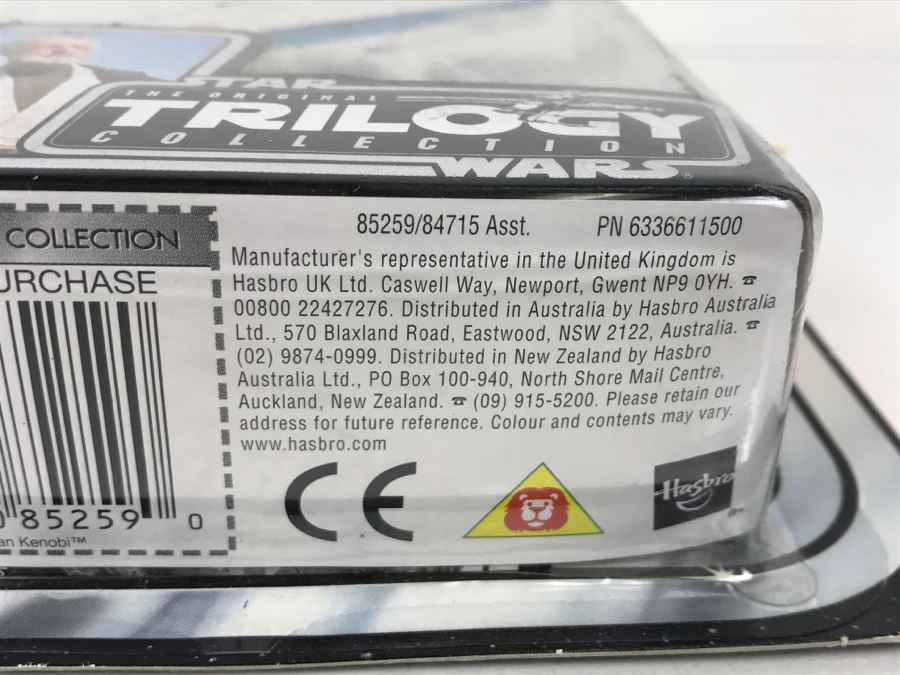 STAR
THE ORIGINAL
TRILOGY
COLLECTION
WARS
COLLECTION
85259/84715 Asst. PN 6336611500
Manufacturer's representative in the United Kingdom is
Hasbro UK Ltd. Caswell Way, Newport, Gwent NP9 0YH. ☎
00800 22427276. Distributed in Australia by Hasbro Australia
Ltd., 570 Blaxland Road, Eastwood, NSW 2122, Australia. ☎
(02) 9874-0999. Distributed in New Zealand by Hasbro
Australia Ltd., PO Box 100-940, North Shore Mail Centre,
Auckland, New Zealand. ☎ (09) 915-5200. Please retain our
address for future reference. Colour and contents may vary.
www.hasbro.com
URCHASE
85259 0
an Kenobi™
CE
Hasbro